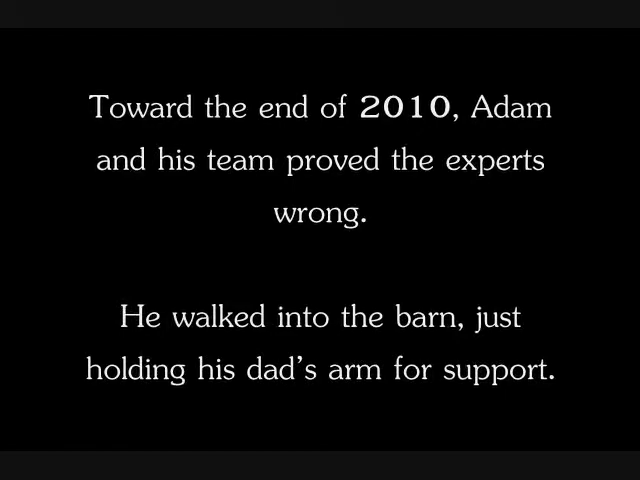 Toward the end of 2010, Adam
and his team proved the experts
wrong.
He walked into the barn, just
holding his dad’s arm for support.